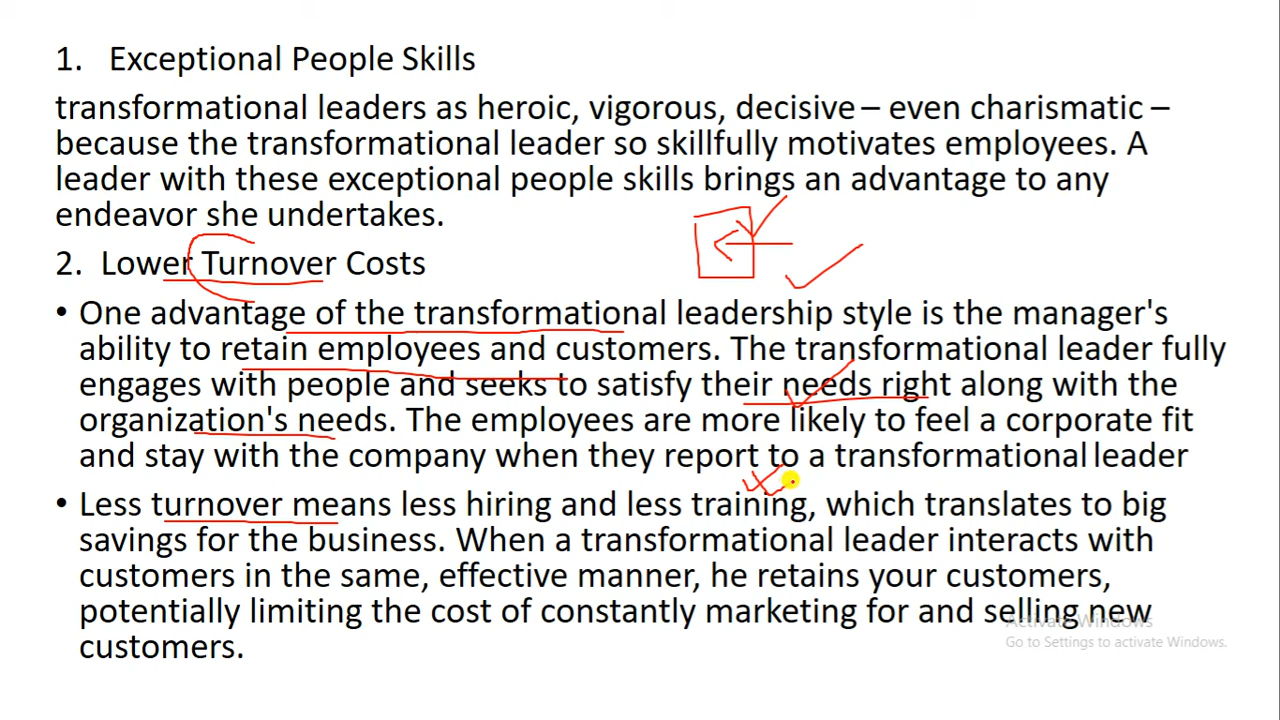 1. Exceptional People Skills
transformational leaders as heroic, vigorous, decisive – even charismatic –
because the transformational leader so skillfully motivates employees. A
leader with these exceptional people skills brings an advantage to any
endeavor she undertakes.
2. Lower Turnover Costs
• One advantage of the transformational leadership style is the manager's
ability to retain employees and customers. The transformational leader fully
engages with people and seeks to satisfy their needs right along with the
organization's needs. The employees are more likely to feel a corporate fit
and stay with the company when they report to a transformational leader
• Less turnover means less hiring and less training, which translates to big
savings for the business. When a transformational leader interacts with
customers in the same, effective manner, he retains your customers,
potentially limiting the cost of constantly marketing for and selling new
customers.
Activate Windows
Go to Settings to activate Windows.